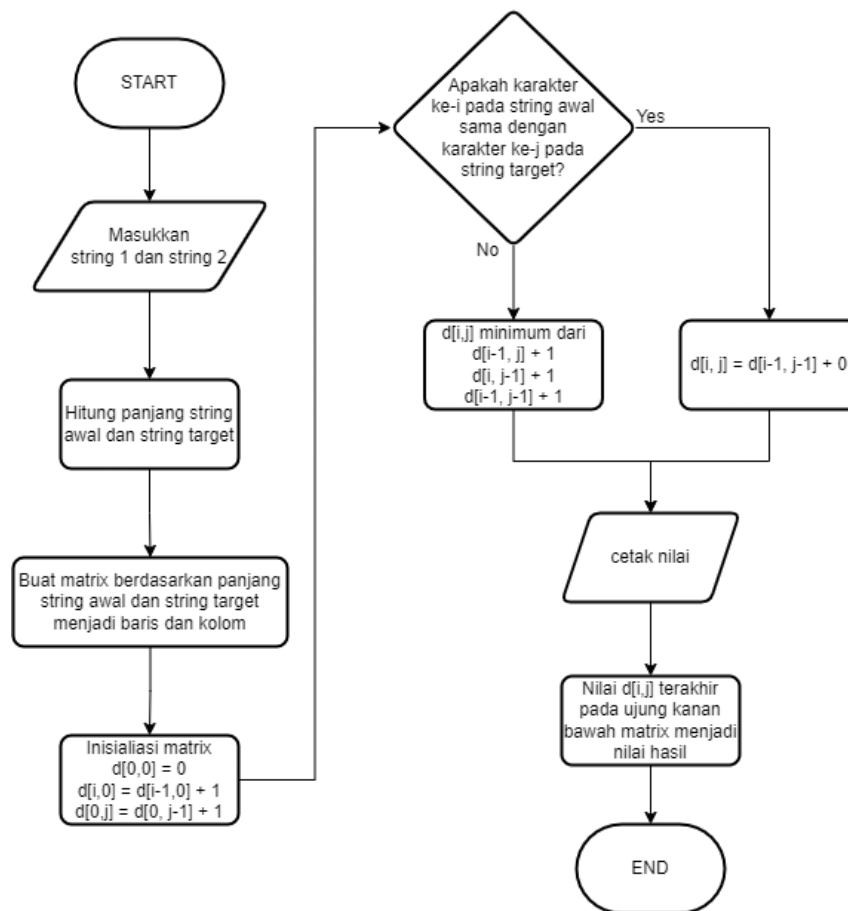 START
Masukkan
string 1 dan string 2
Hitung panjang string
awal dan string target
Buat matrix berdasarkan panjang
string awal dan string target
menjadi baris dan kolom
Inisialiasi matrix
d[0,0] = 0
d[i,0] = d[i-1,0] + 1
d[0,j] = d[0, j-1] + 1
Apakah karakter
ke-i pada string awal
sama dengan
karakter ke-j pada
string target?
Yes
No
d[i,j] minimum dari
d[i-1, j] + 1
d[i, j-1] + 1
d[i-1, j-1] + 1
d[i, j] = d[i-1, j-1] + 0
cetak nilai
Nilai d[i,j] terakhir
pada ujung kanan
bawah matrix menjadi
nilai hasil
END